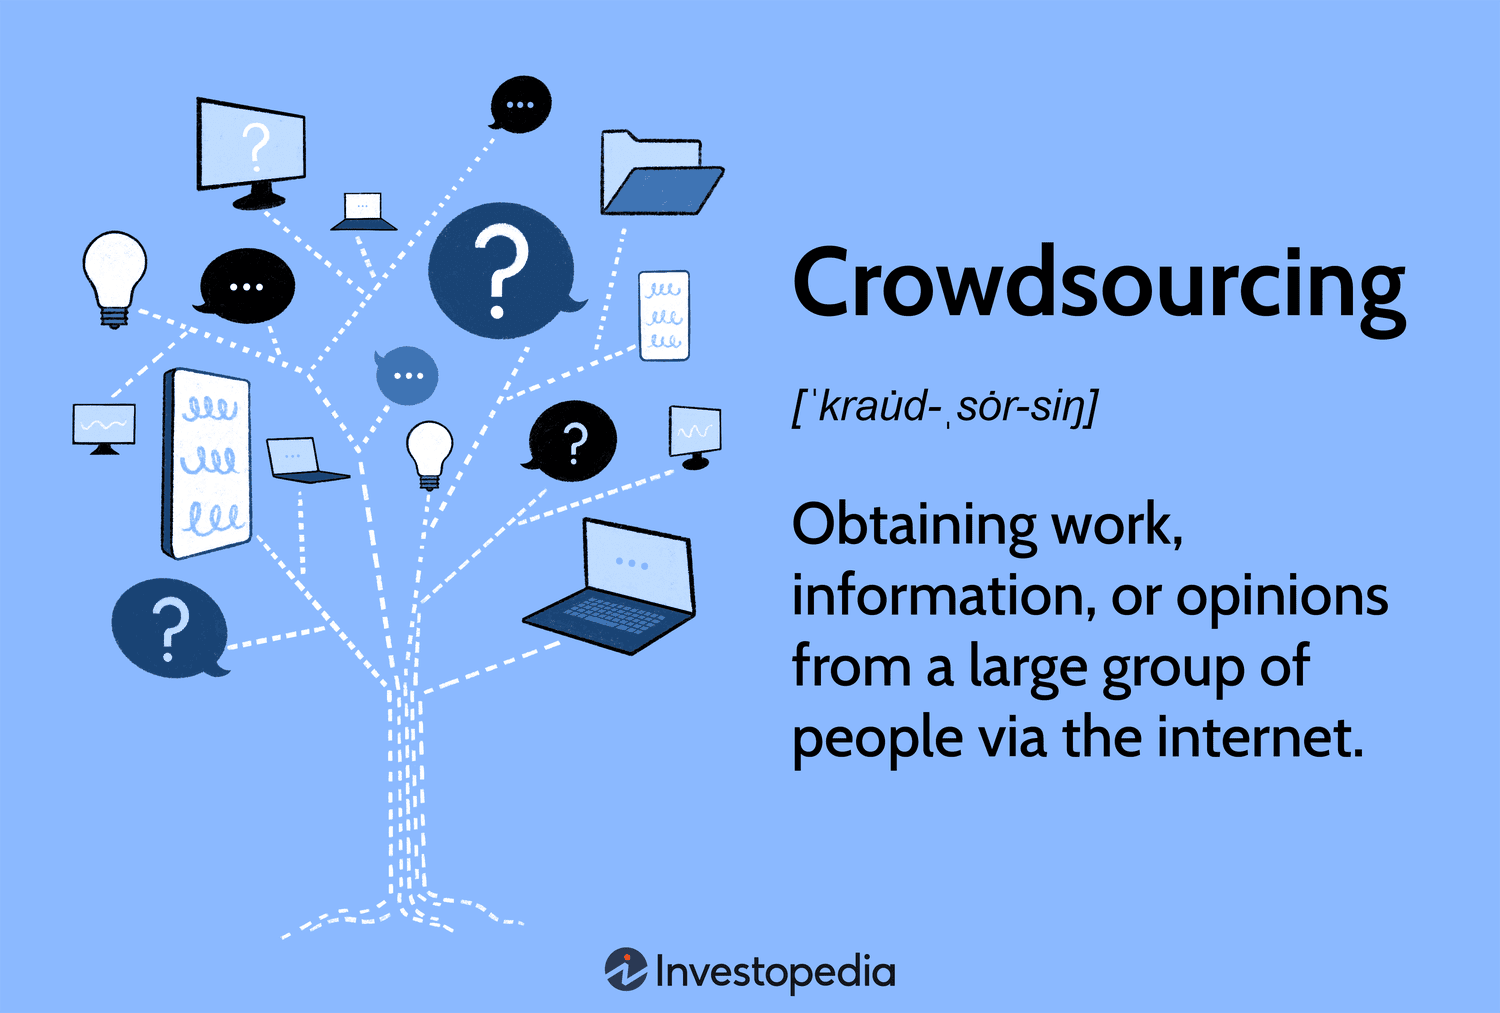 ?
?
?
?
?
Crowdsourcing
[ˈkrau̇d-ˌsȯr-siŋ]
Obtaining work,
information, or opinions
from a large group of
people via the internet.
Investopedia